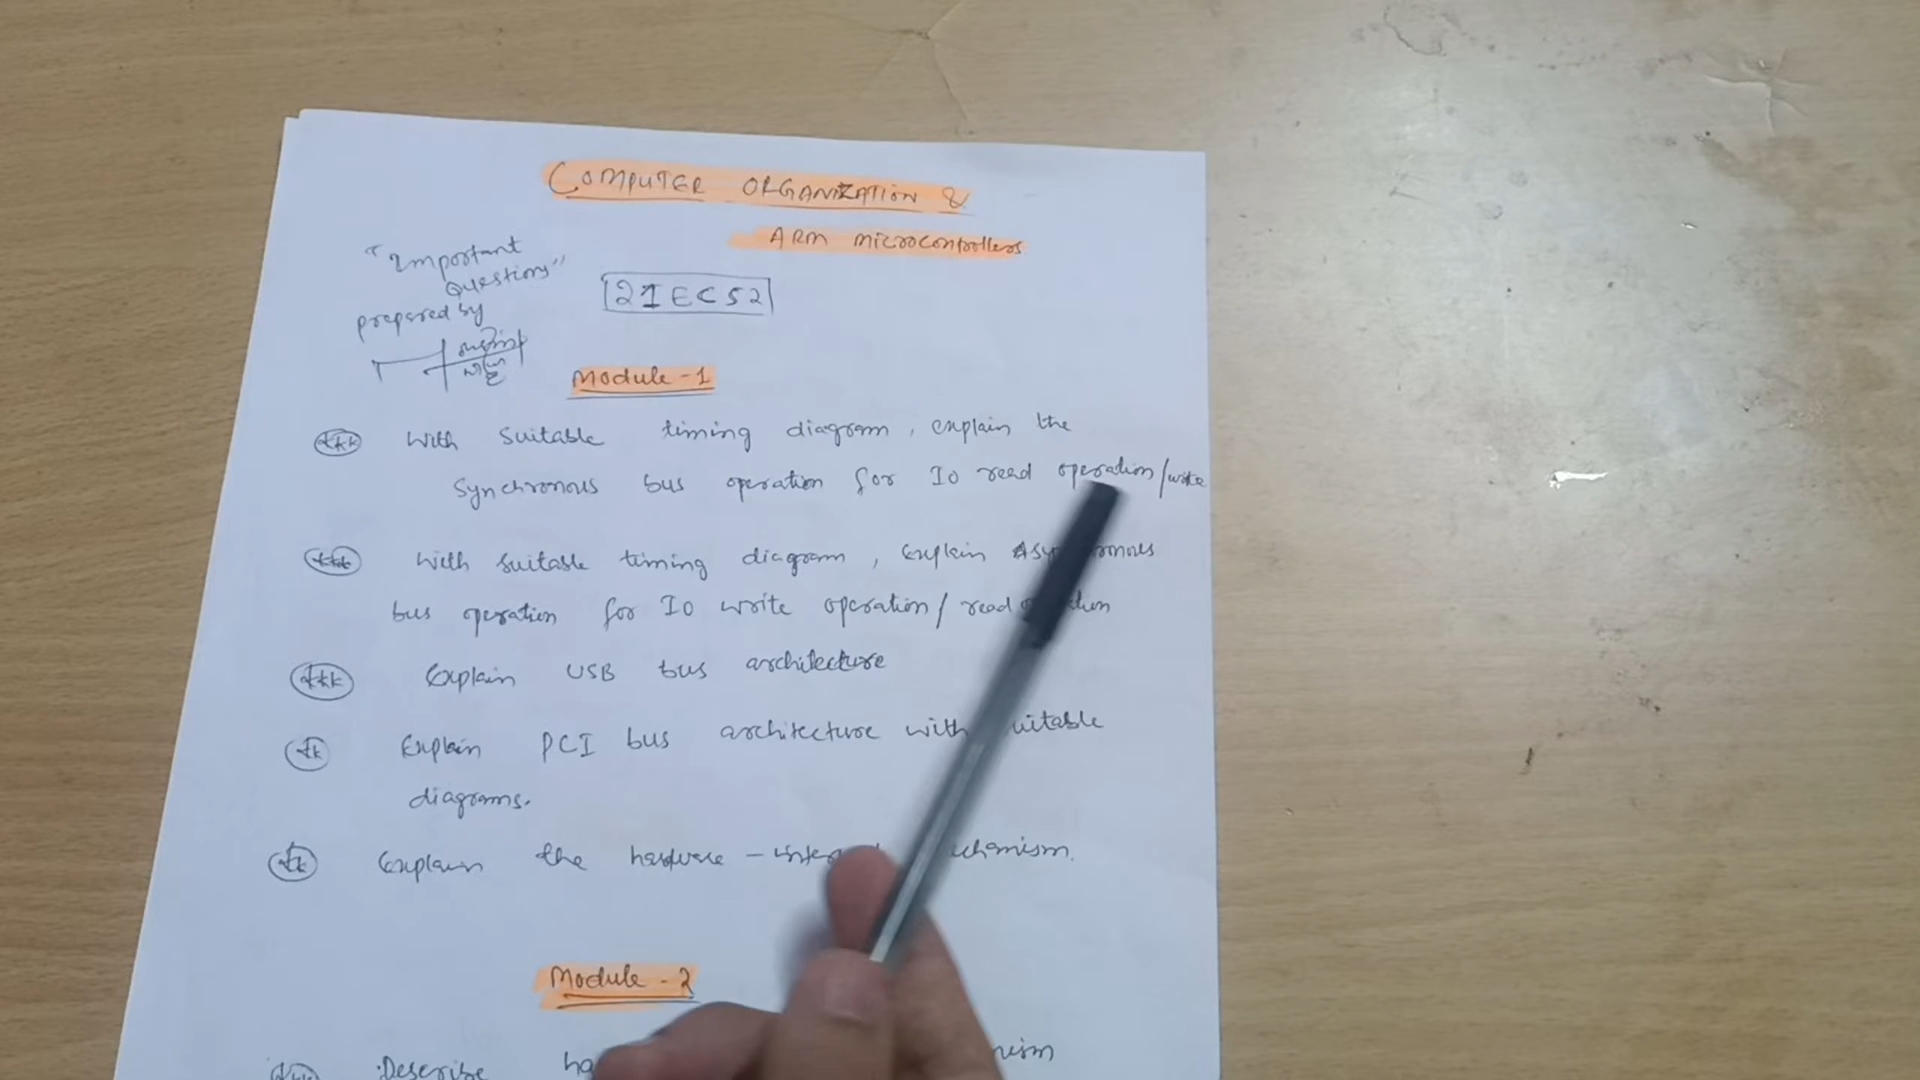 COMPUTER ORGANIZATION &
ARM microcontrollers
"Important
Questions"
prepared by
21EC52
Module-1
*** With suitable timing diagram, explain the
synchronous bus operation for IO read operation/write
*** With suitable timing diagram, explain
bus operation for IO write operation/ read
*** Explain USB bus architecture
** Explain PCI bus architecture with
diagrams.
** Explain the hardware -
Module-2
Describe